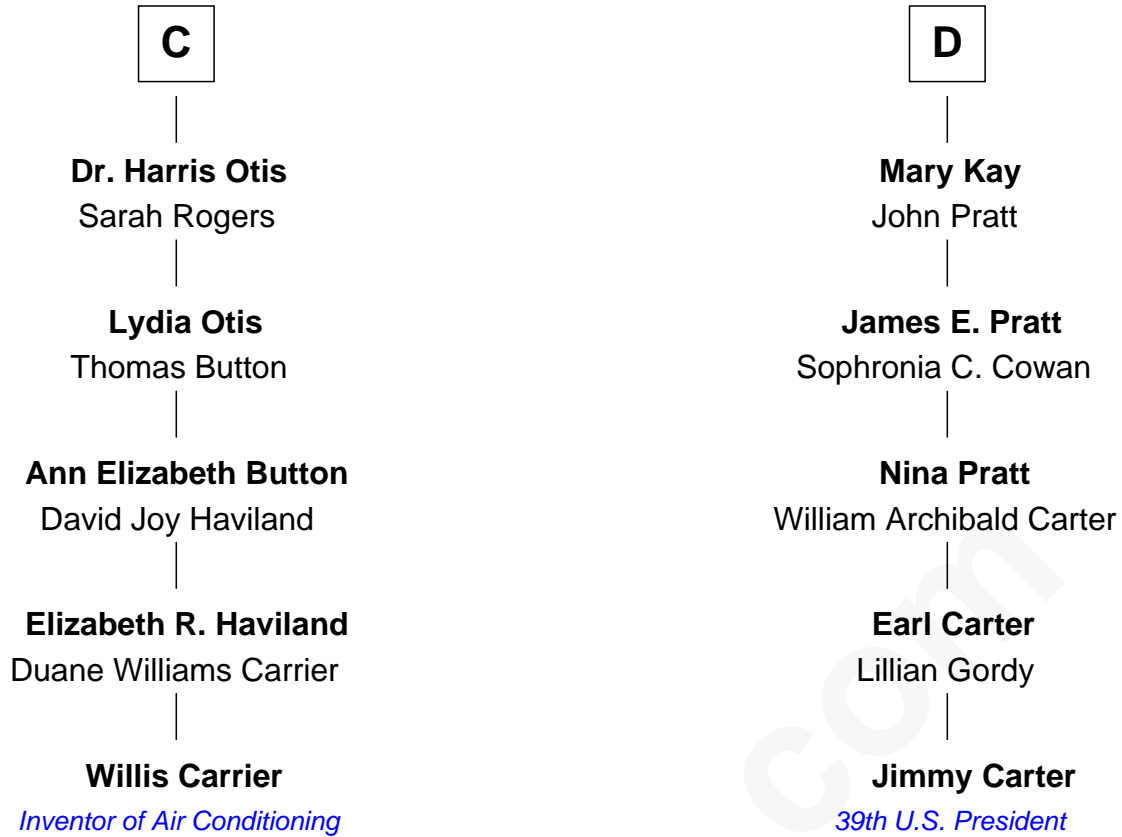 C
Dr. Harris Otis
Sarah Rogers
Lydia Otis
Thomas Button
Ann Elizabeth Button
David Joy Haviland
Elizabeth R. Haviland
Duane Williams Carrier
Willis Carrier
Inventor of Air Conditioning
D
Mary Kay
John Pratt
James E. Pratt
Sophronia C. Cowan
Nina Pratt
William Archibald Carter
Earl Carter
Lillian Gordy
Jimmy Carter
39th U.S. President
com